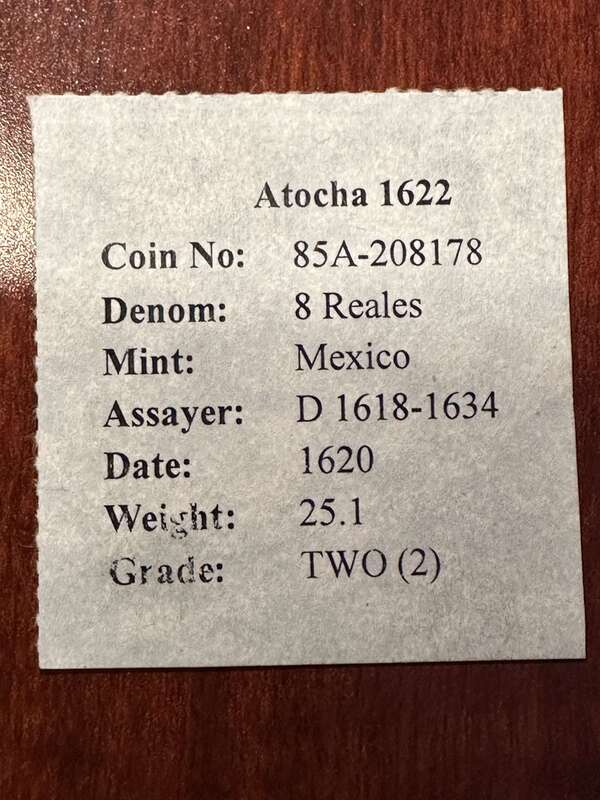 Atocha 1622
Coin No: 85A-208178
Denom: 8 Reales
Mint: Mexico
Assayer: D 1618-1634
Date: 1620
Weight: 25.1
Grade: TWO (2)